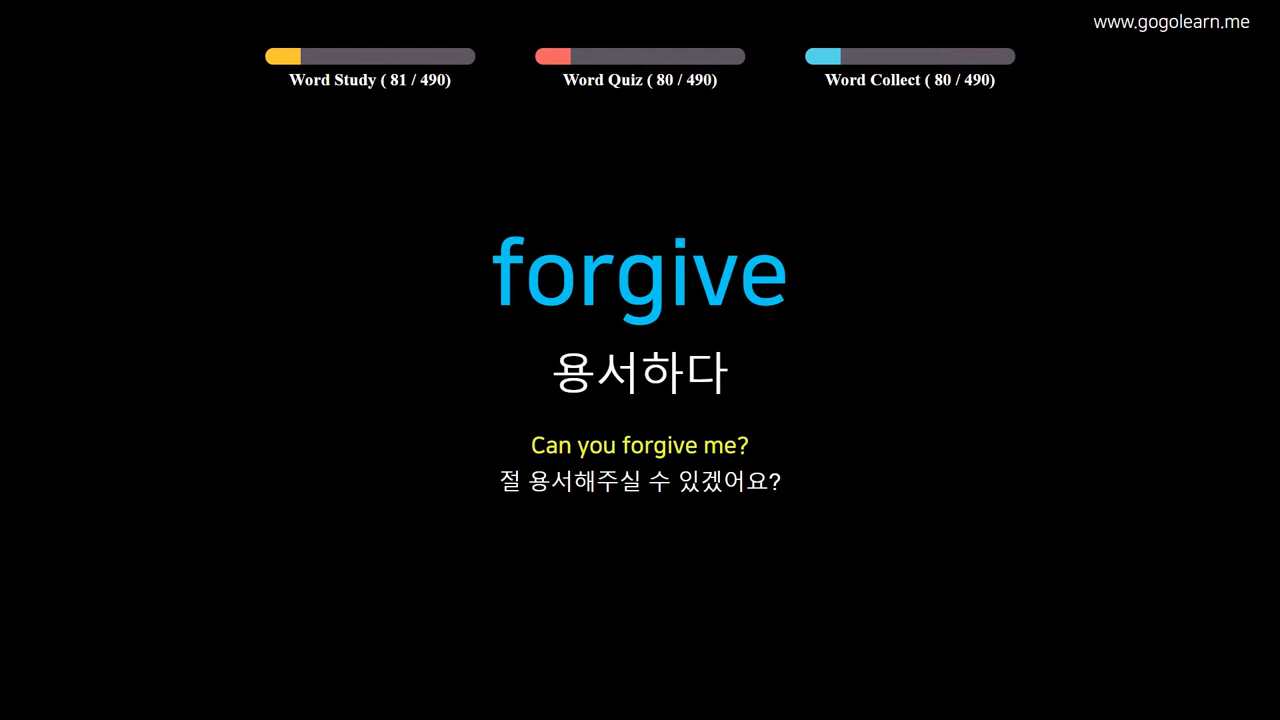 www.gogolearn.me
Word Study ( 81 / 490)
Word Quiz ( 80 / 490)
Word Collect ( 80 / 490)
forgive
용서하다
Can you forgive me?
절 용서해주실 수 있겠어요?